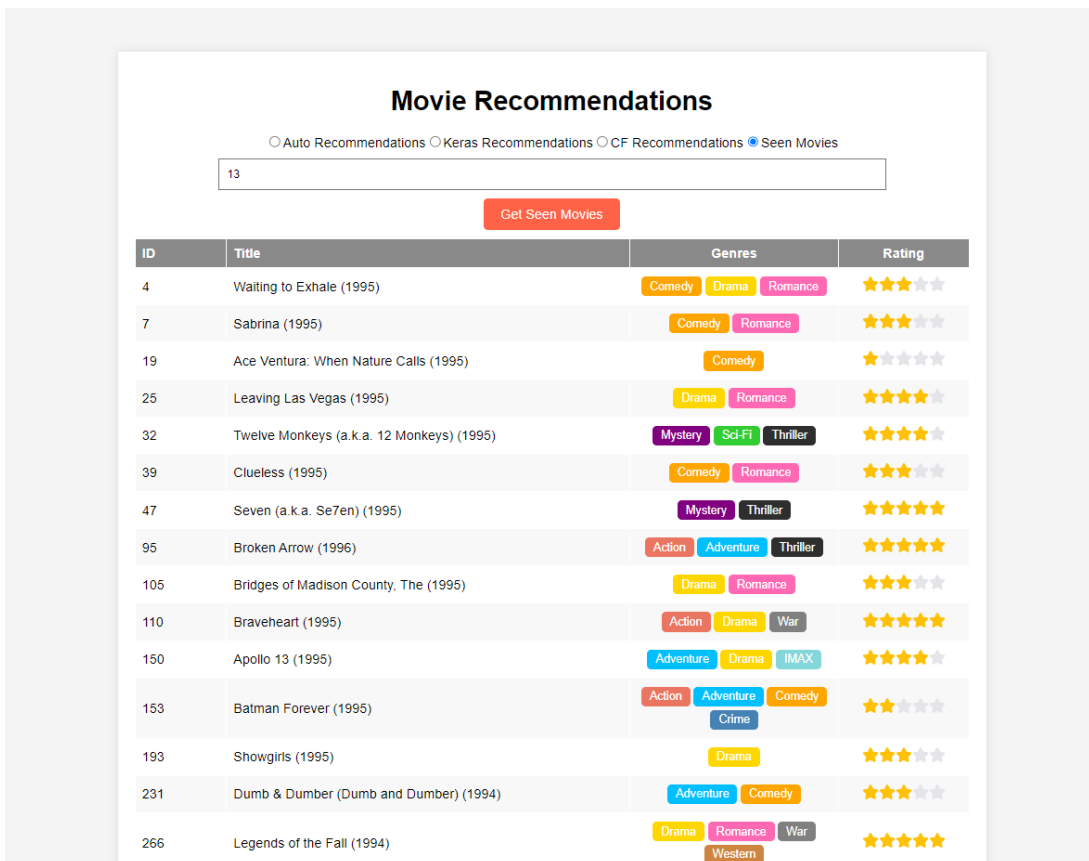 Movie Recommendations
Auto Recommendations Keras Recommendations CF Recommendations Seen Movies
13
Get Seen Movies
ID Title Genres Rating
4 Waiting to Exhale (1995) Comedy Drama Romance
7 Sabrina (1995) Comedy Romance
19 Ace Ventura: When Nature Calls (1995) Comedy
25 Leaving Las Vegas (1995) Drama Romance
32 Twelve Monkeys (a.k.a. 12 Monkeys) (1995) Mystery Sci-Fi Thriller
39 Clueless (1995) Comedy Romance
47 Seven (a.k.a. Se7en) (1995) Mystery Thriller
95 Broken Arrow (1996) Action Adventure Thriller
105 Bridges of Madison County, The (1995) Drama Romance
110 Braveheart (1995) Action Drama War
150 Apollo 13 (1995) Adventure Drama IMAX
153 Batman Forever (1995) Action Adventure Comedy
Crime
193 Showgirls (1995) Drama
231 Dumb & Dumber (Dumb and Dumber) (1994) Adventure Comedy
266 Legends of the Fall (1994) Drama Romance War
Western